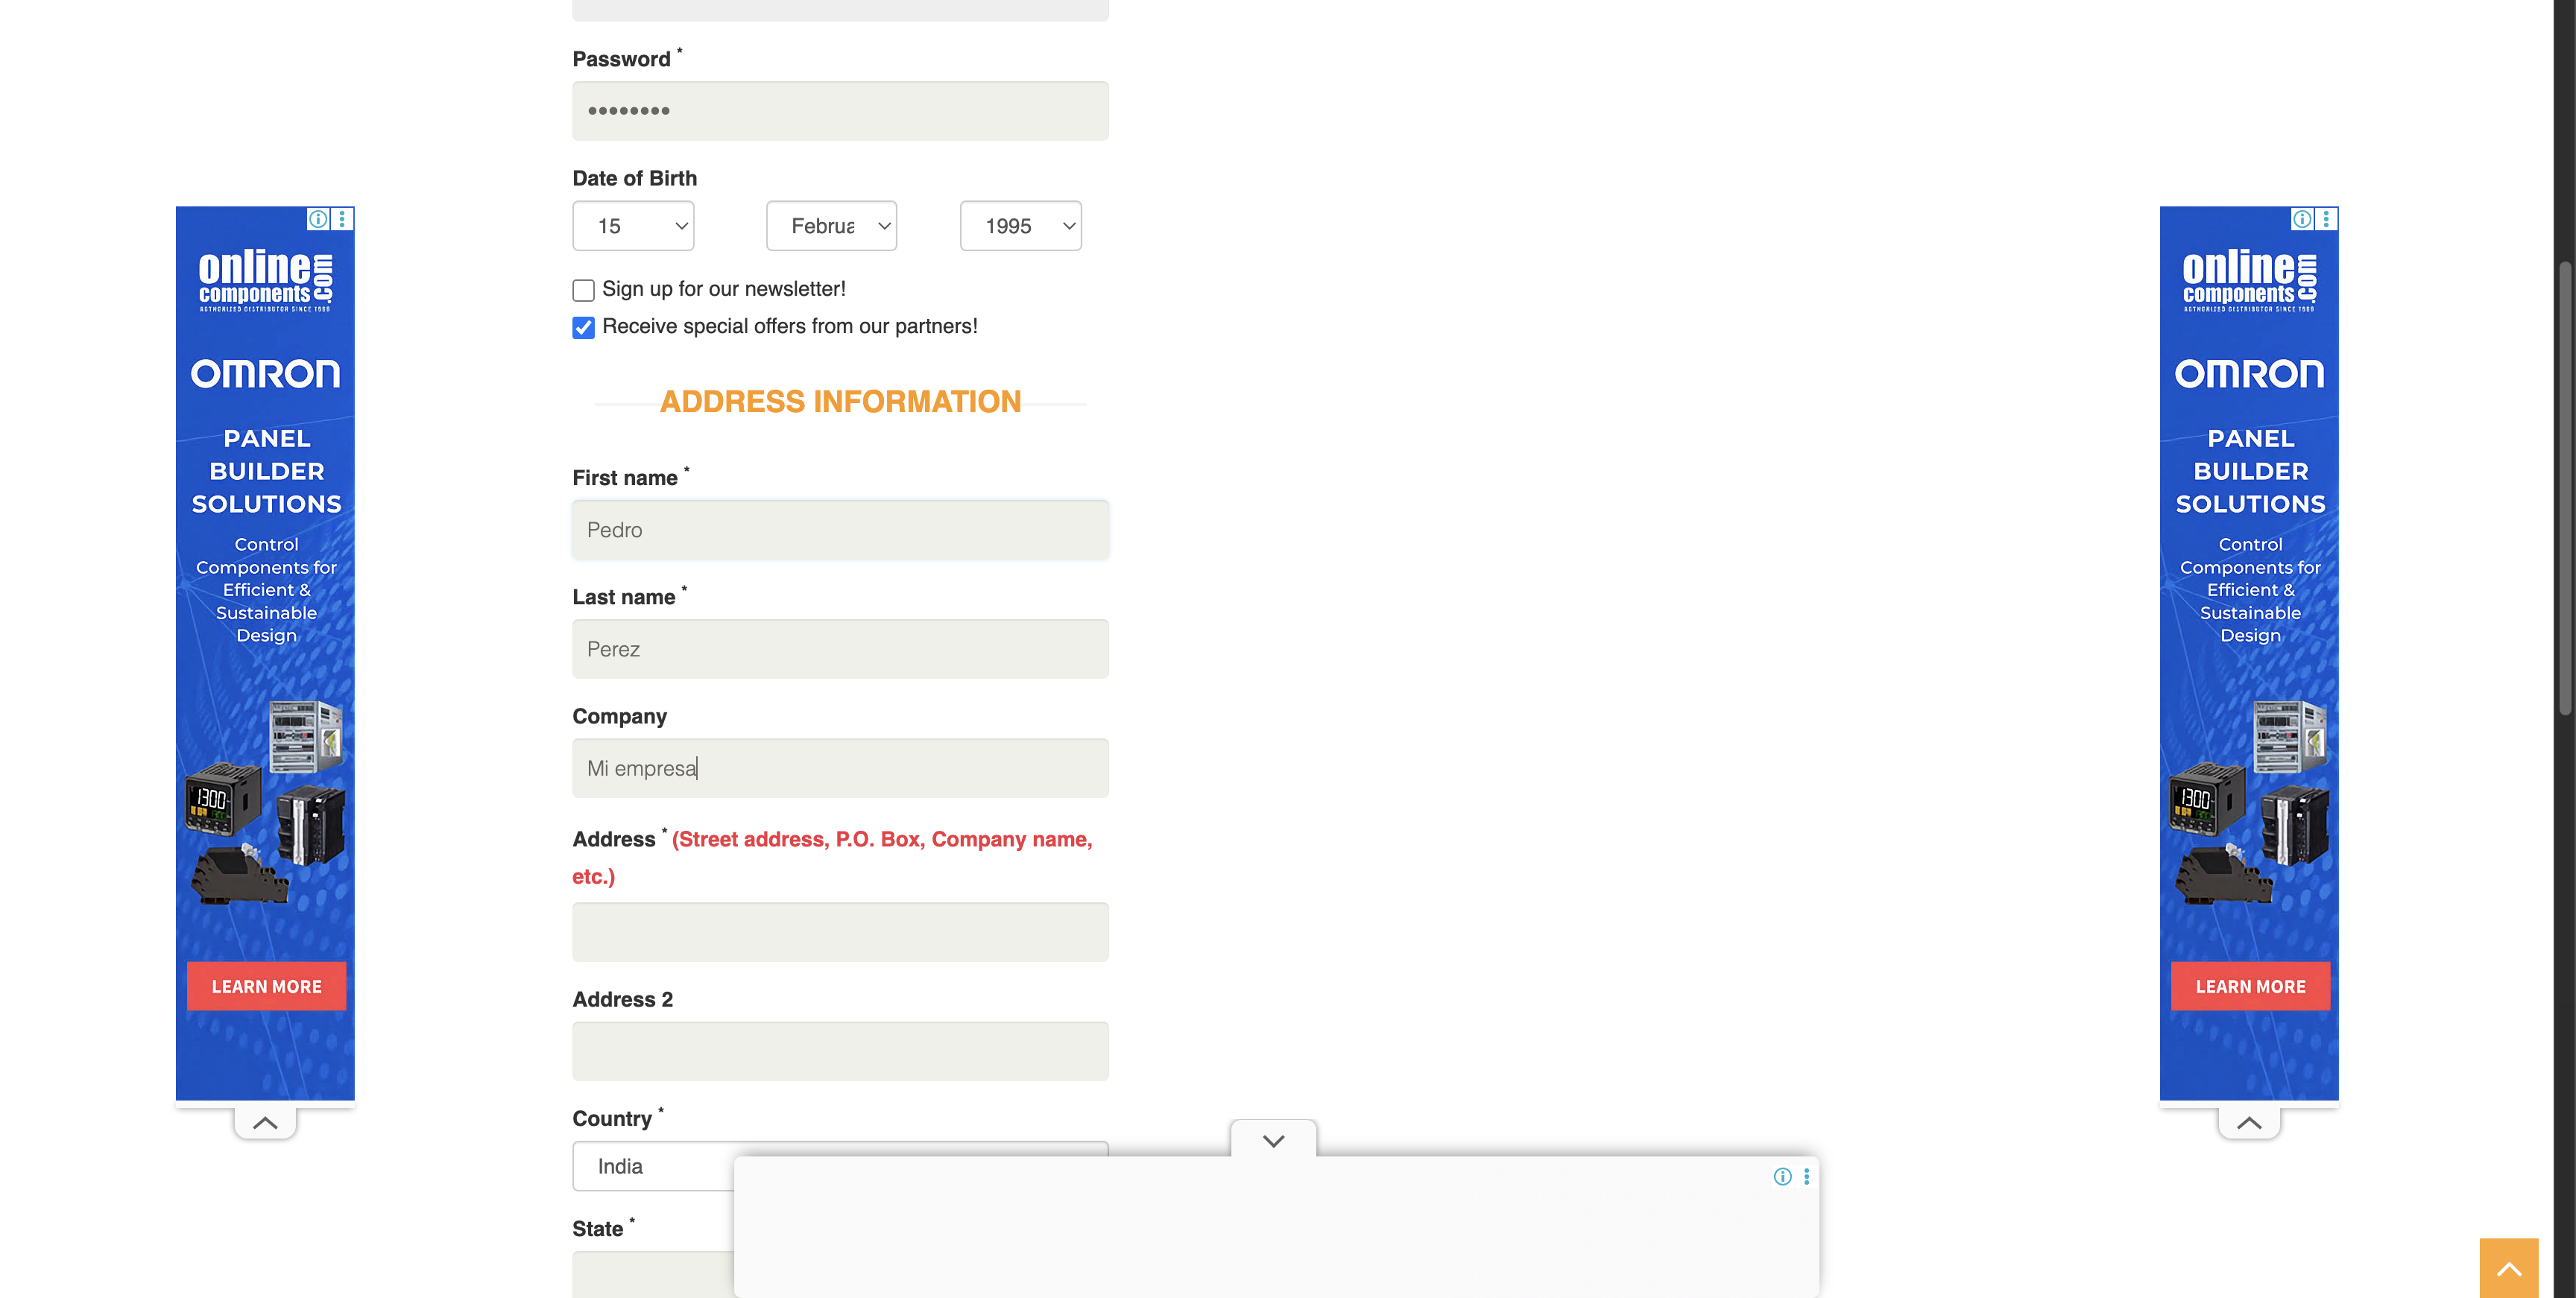 Password *
••••••••
Date of Birth
15
Februa
1995
Sign up for our newsletter!
Receive special offers from our partners!
ADDRESS INFORMATION
First name *
Pedro
Last name *
Perez
Company
Mi empresa
Address * (Street address, P.O. Box, Company name,
etc.)
Address 2
Country *
India
State *
online
components
.com
AUTHORIZED DISTRIBUTOR SINCE 1999
OMRON
PANEL
BUILDER
SOLUTIONS
Control
Components for
Efficient &
Sustainable
Design
1300
LEARN MORE
online
components
.com
AUTHORIZED DISTRIBUTOR SINCE 1999
OMRON
PANEL
BUILDER
SOLUTIONS
Control
Components for
Efficient &
Sustainable
Design
1300
LEARN MORE